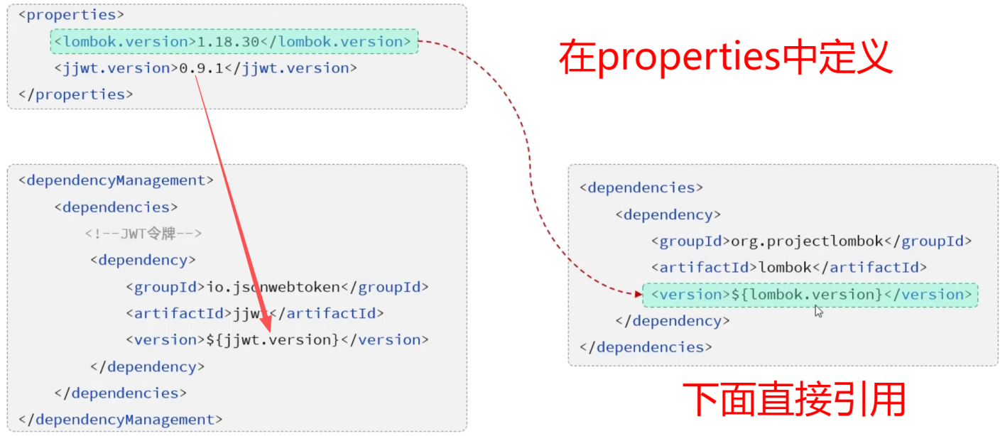 <properties>
<lombok.version>1.18.30</lombok.version>
<jjwt.version>0.9.1</jjwt.version>
</properties>
在properties中定义
<dependencyManagement>
<dependencies>
<!--JWT令牌-->
<dependency>
<groupId>io.jsonwebtoken</groupId>
<artifactId>jjwt</artifactId>
<version>${jjwt.version}</version>
</dependency>
</dependencies>
</dependencyManagement>
<dependencies>
<dependency>
<groupId>org.projectlombok</groupId>
<artifactId>lombok</artifactId>
<version>${lombok.version}</version>
</dependency>
</dependencies>
下面直接引用